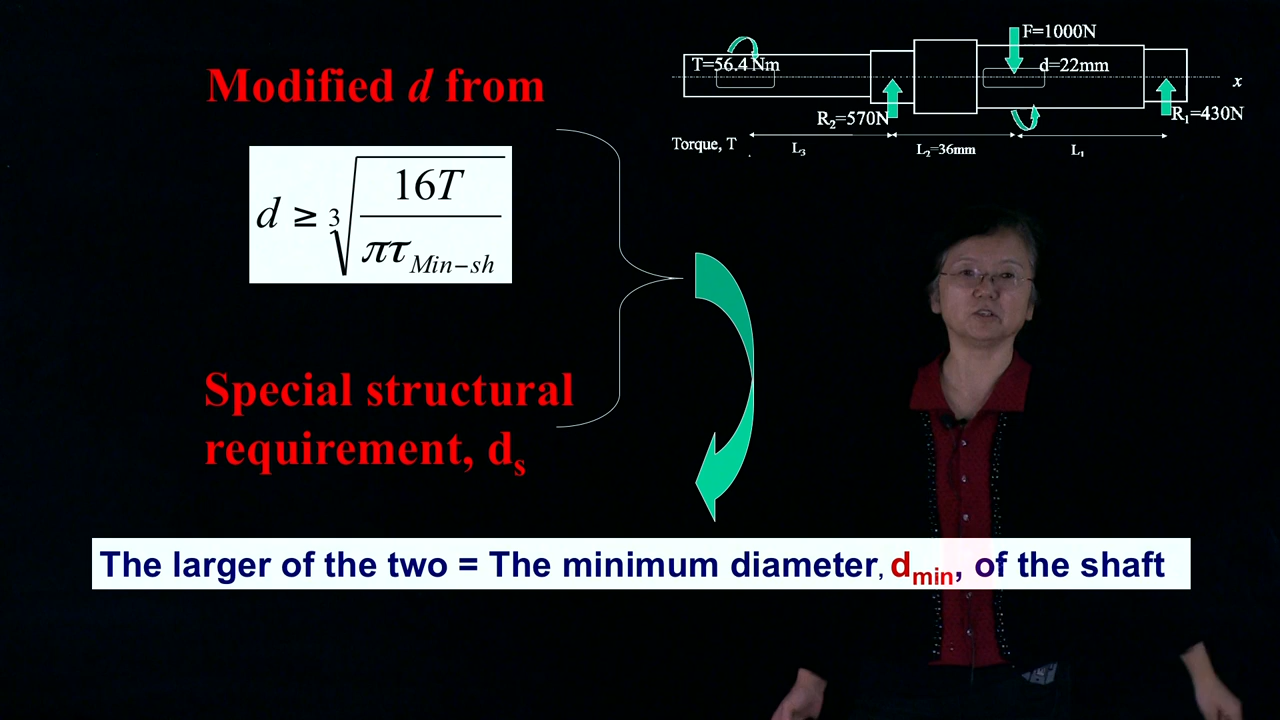 Modified d from
d ≥ ∛(16T / πτ_Min−sh)
Special structural
requirement, d_s
The larger of the two = The minimum diameter, d_min, of the shaft
F=1000N
T=56.4 Nm
d=22mm
x
R₂=570N
R₁=430N
Torque, T
L₃
L₂=36mm
L₁